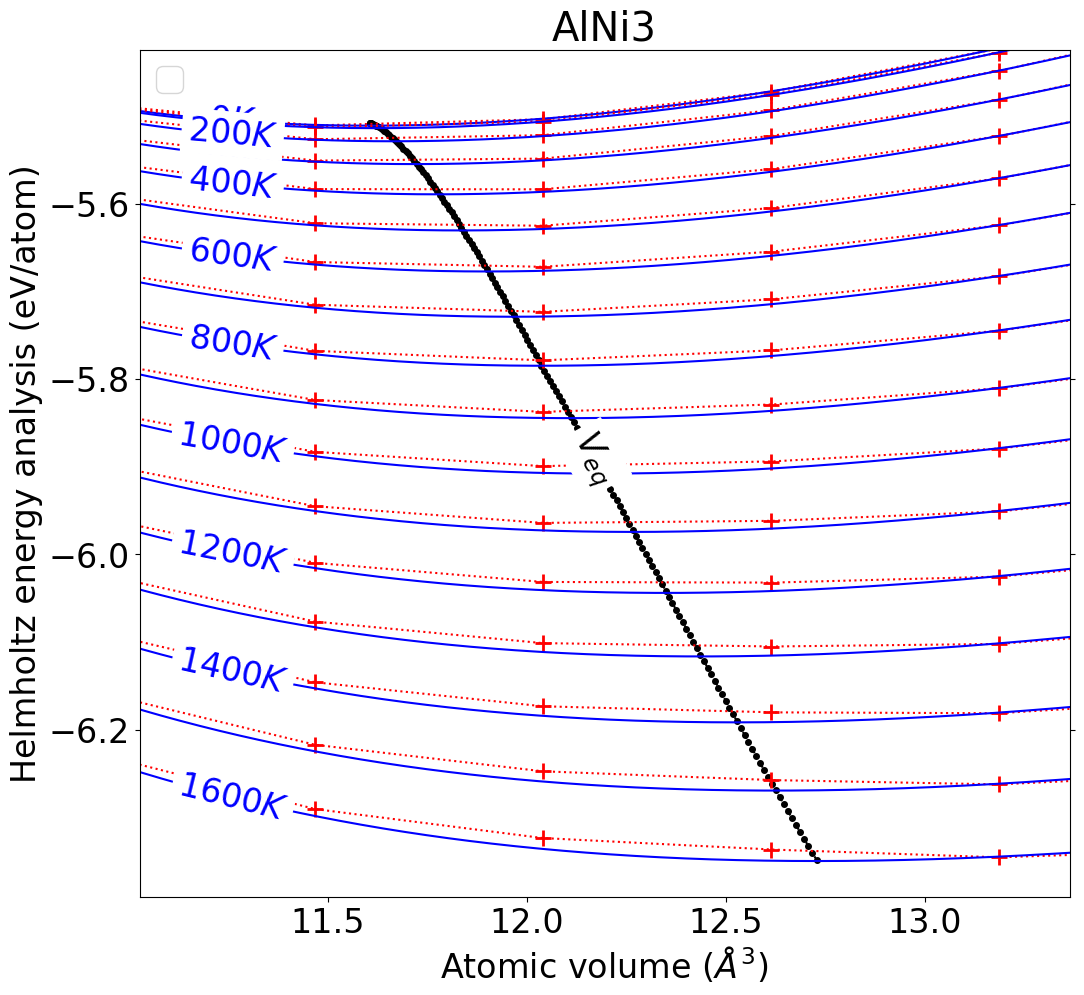 AlNi3
Helmholtz energy analysis (eV/atom)
−5.6
−5.8
−6.0
−6.2
0K
200K
400K
600K
800K
1000K
1200K
1400K
1600K
V_eq
11.5 12.0 12.5 13.0
Atomic volume (Å³)